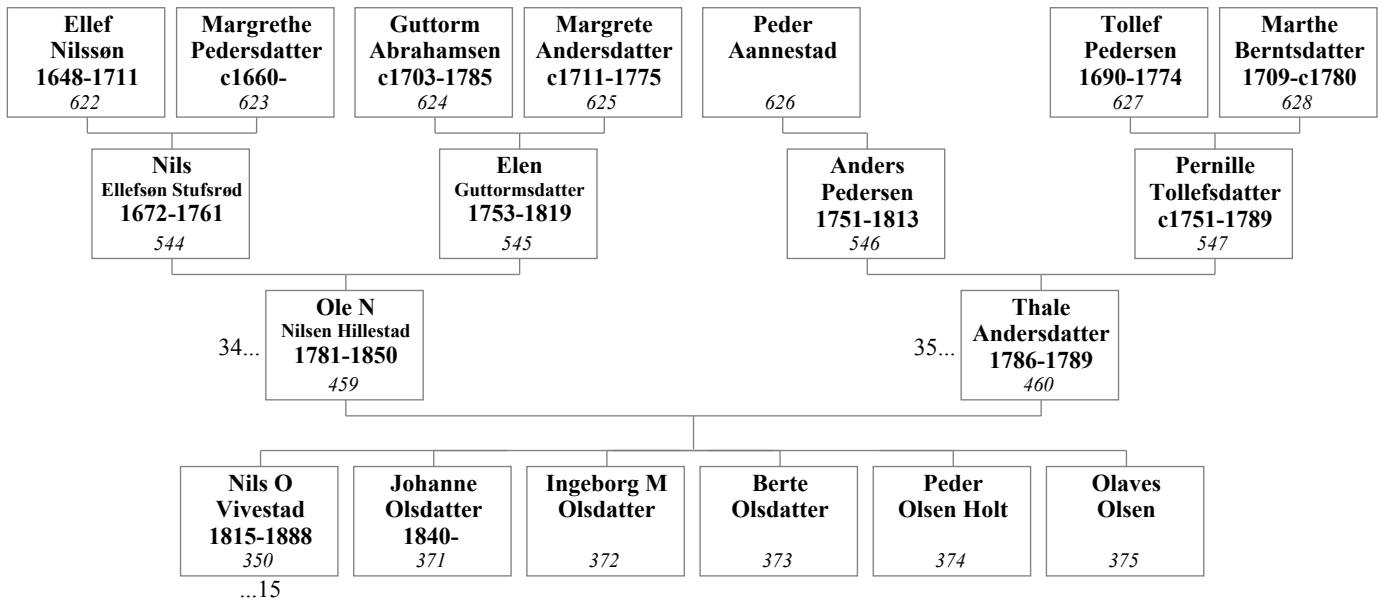 Ellef
Nilssøn
1648-1711
622
Margrethe
Pedersdatter
c1660-
623
Guttorm
Abrahamsen
c1703-1785
624
Margrete
Andersdatter
c1711-1775
625
Peder
Aannestad
626
Tollef
Pedersen
1690-1774
627
Marthe
Berntsdatter
1709-c1780
628
Nils
Ellefsøn Stufsrød
1672-1761
544
Elen
Guttormsdatter
1753-1819
545
Anders
Pedersen
1751-1813
546
Pernille
Tollefsdatter
c1751-1789
547
34...
Ole N
Nilsen Hillestad
1781-1850
459
35...
Thale
Andersdatter
1786-1789
460
Nils O
Vivestad
1815-1888
350
...15
Johanne
Olsdatter
1840-
371
Ingeborg M
Olsdatter
372
Berte
Olsdatter
373
Peder
Olsen Holt
374
Olaves
Olsen
375